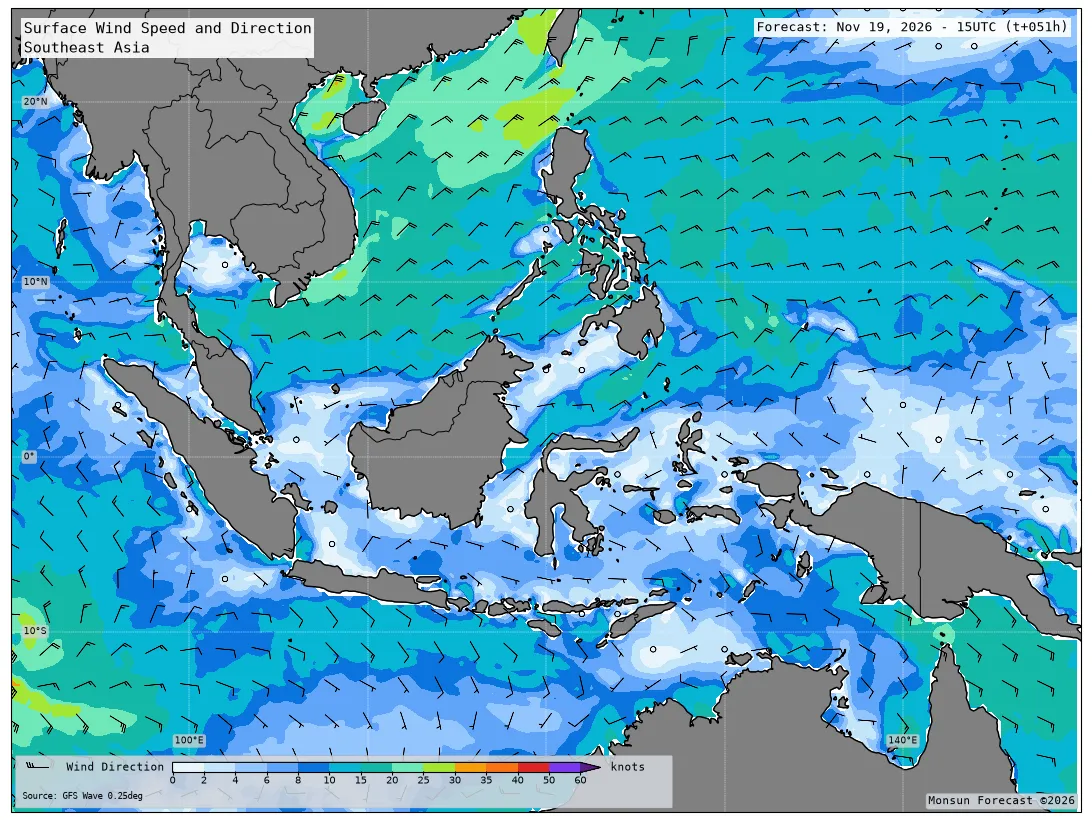 Surface Wind Speed and Direction
Southeast Asia
Forecast: Nov 19, 2026 - 15UTC (t+051h)
20°N
10°N
0°
10°S
100°E
140°E
Wind Direction
knots
0 2 4 6 8 10 15 20 25 30 35 40 50 60
Source: GFS Wave 0.25deg
Monsun Forecast ©2026